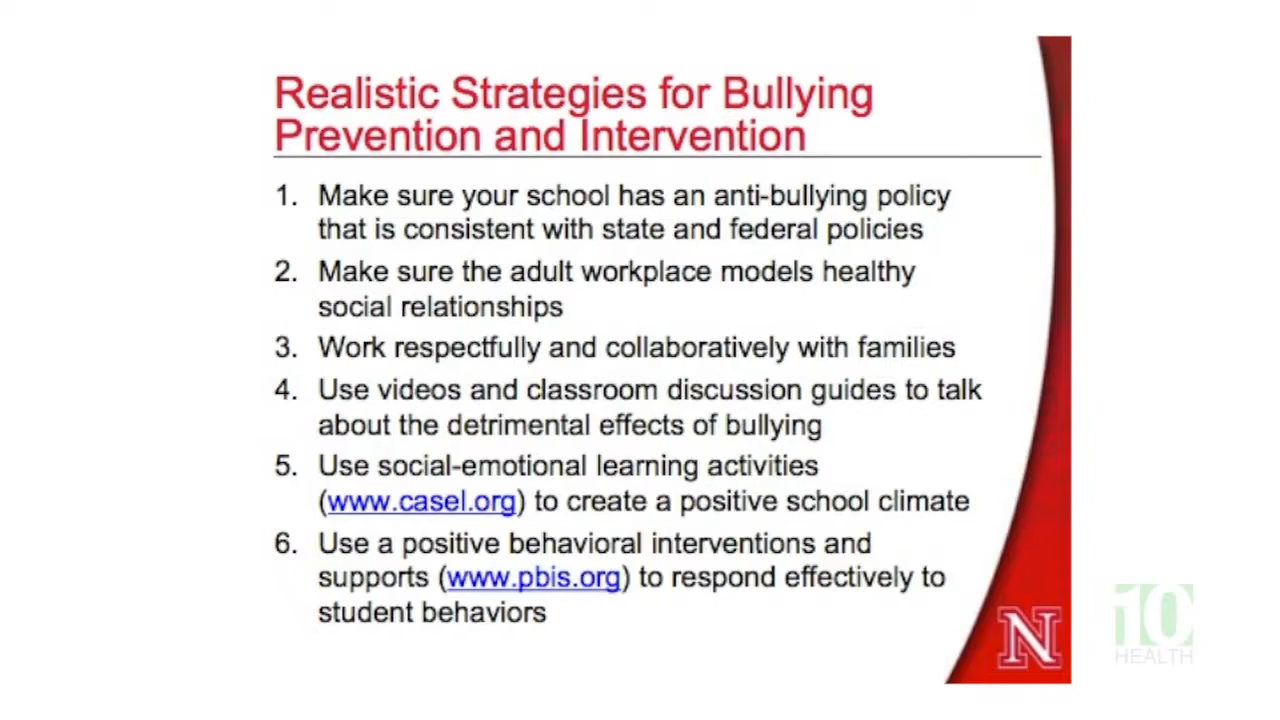 Realistic Strategies for Bullying
Prevention and Intervention
1. Make sure your school has an anti-bullying policy
that is consistent with state and federal policies
2. Make sure the adult workplace models healthy
social relationships
3. Work respectfully and collaboratively with families
4. Use videos and classroom discussion guides to talk
about the detrimental effects of bullying
5. Use social-emotional learning activities
(www.casel.org) to create a positive school climate
6. Use a positive behavioral interventions and
supports (www.pbis.org) to respond effectively to
student behaviors
N
10
HEALTH